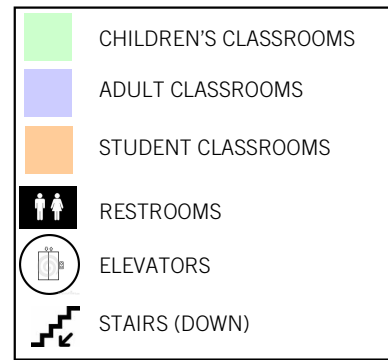 CHILDREN'S CLASSROOMS
ADULT CLASSROOMS
STUDENT CLASSROOMS
RESTROOMS
ELEVATORS
STAIRS (DOWN)